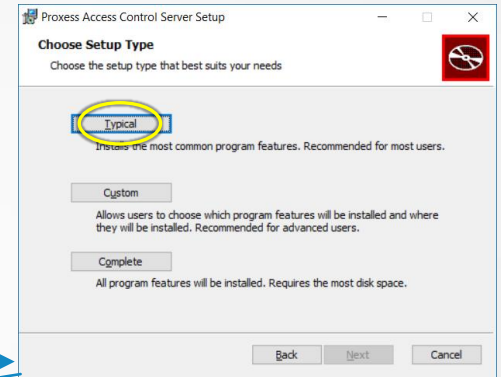 Proxess Access Control Server Setup
Choose Setup Type
Choose the setup type that best suits your needs
Typical
Installs the most common program features. Recommended for most users.
Custom
Allows users to choose which program features will be installed and where
they will be installed. Recommended for advanced users.
Complete
All program features will be installed. Requires the most disk space.
Back Next Cancel